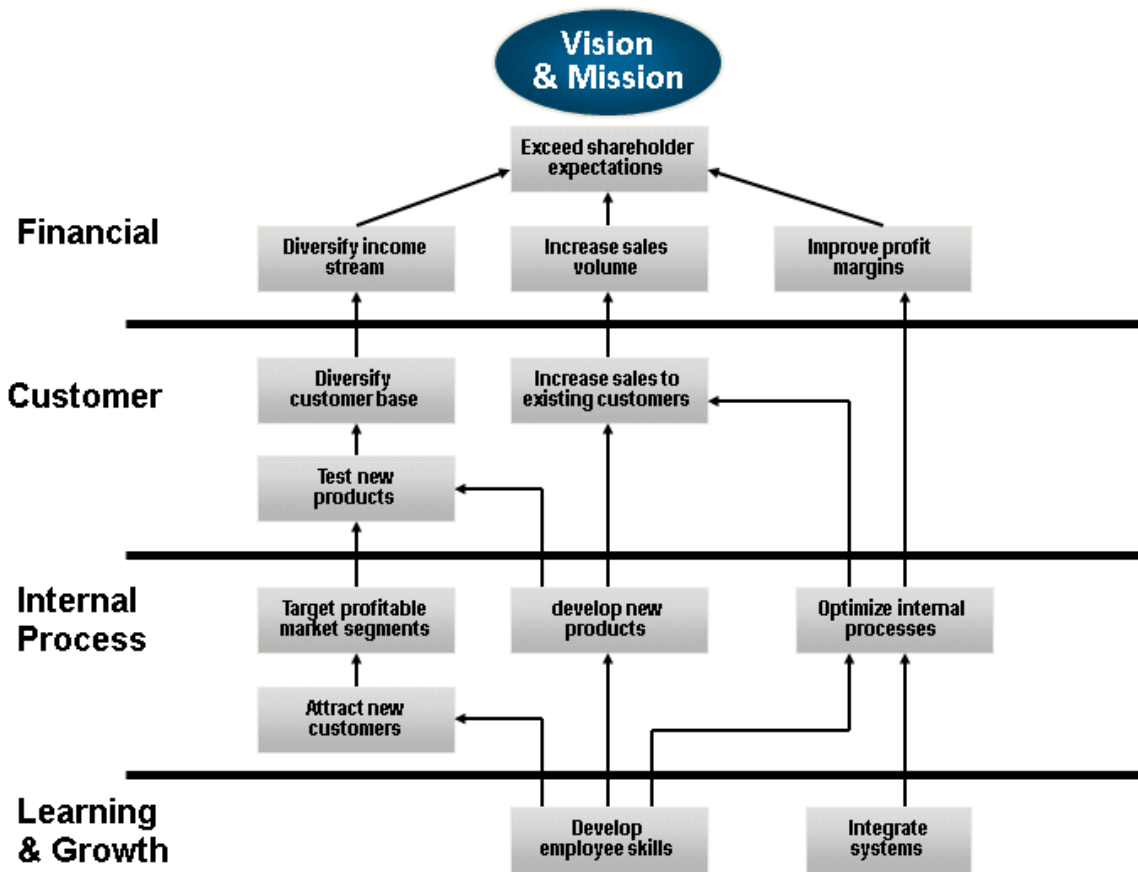 Vision
& Mission
Exceed shareholder
expectations
Financial
Diversify income
stream
Increase sales
volume
Improve profit
margins
Customer
Diversify
customer base
Increase sales to
existing customers
Test new
products
Internal
Process
Target profitable
market segments
develop new
products
Optimize internal
processes
Attract new
customers
Learning
& Growth
Develop
employee skills
Integrate
systems